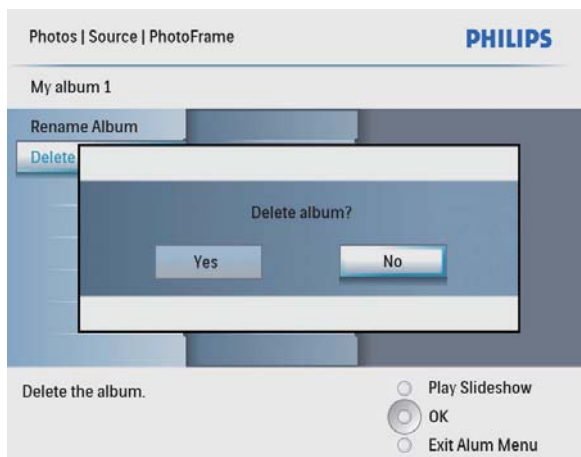 Photos | Source | PhotoFrame
PHILIPS
My album 1
Rename Album
Delete
Delete album?
Yes
No
Delete the album.
Play Slideshow
OK
Exit Alum Menu